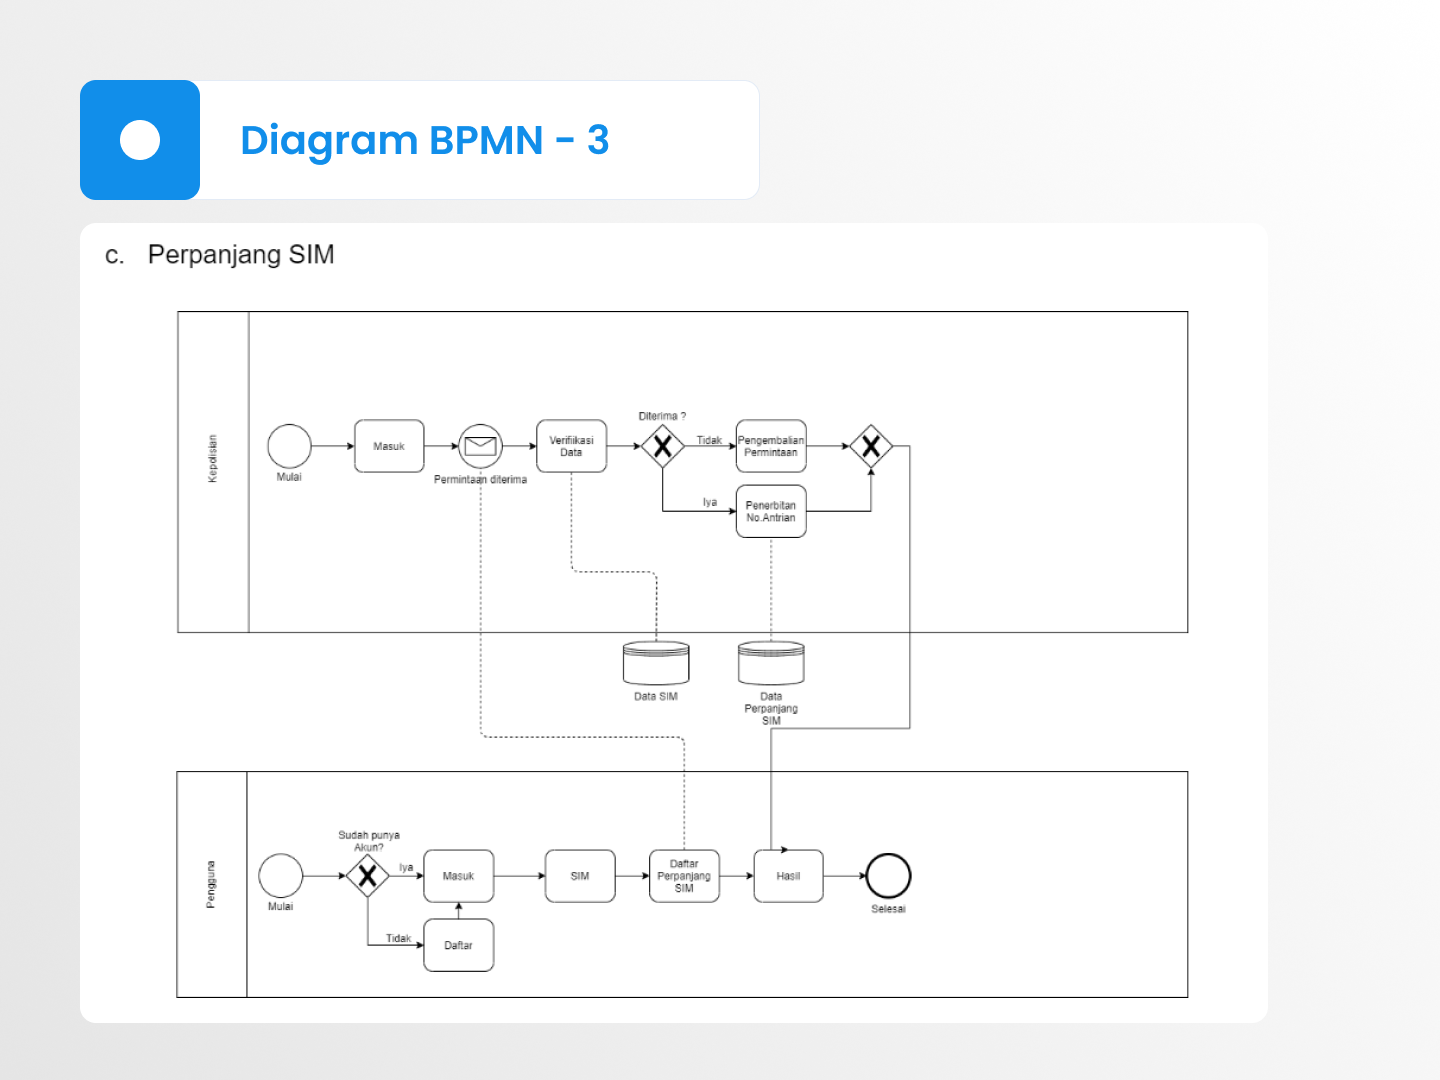 Diagram BPMN - 3
c. Perpanjang SIM
Kepolisian
Mulai
Masuk
Permintaan diterima
Verifiikasi
Data
Diterima ?
Tidak
Iya
Pengembalian
Permintaan
Penerbitan
No.Antrian
Data SIM
Data
Perpanjang
SIM
Pengguna
Mulai
Sudah punya
Akun?
Iya
Tidak
Masuk
Daftar
SIM
Daftar
Perpanjang
SIM
Hasil
Selesai